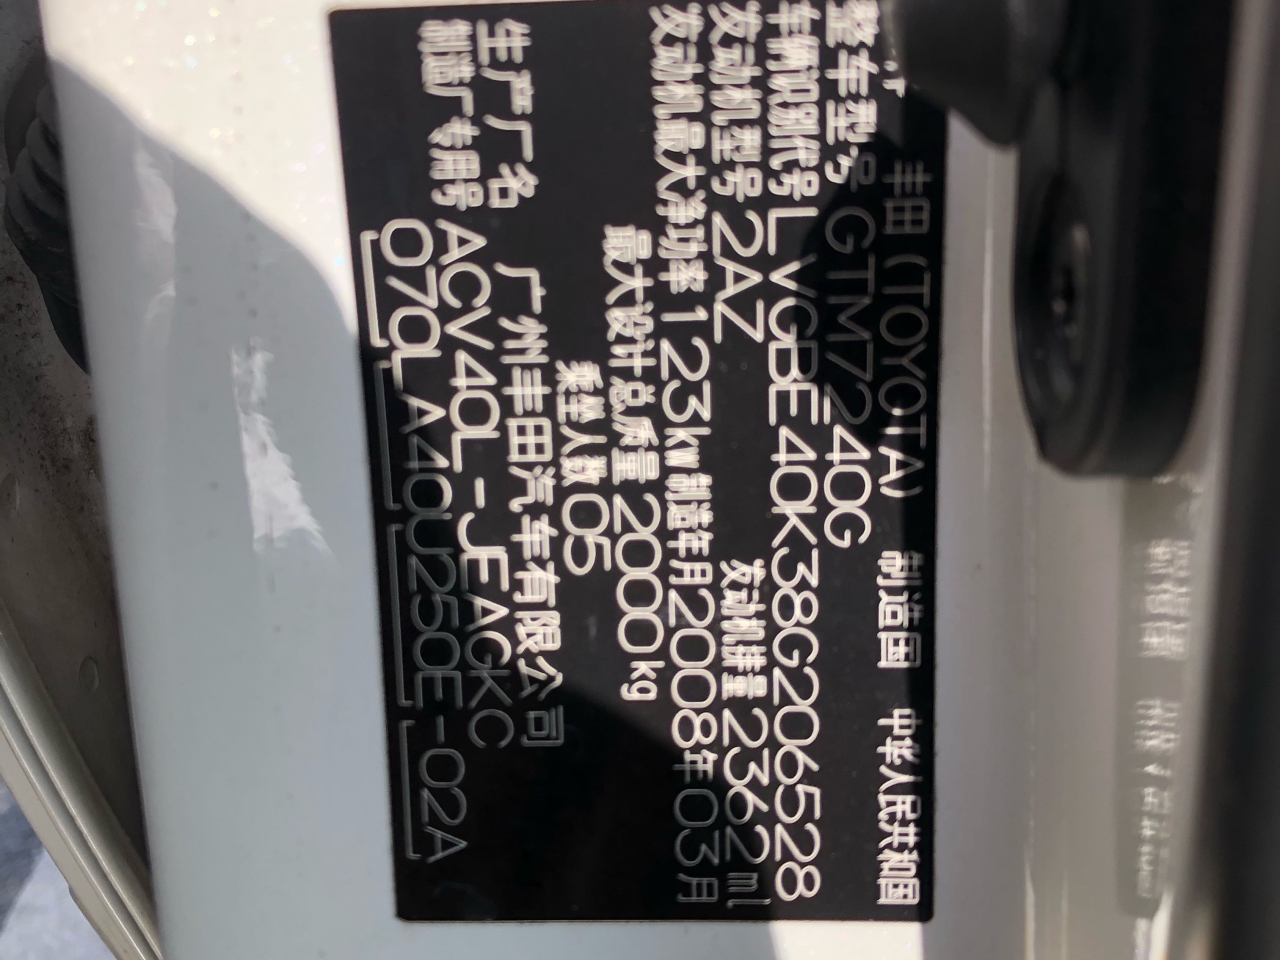 丰田(TOYOTA) 制造国 中华人民共和国
整车型号 GTM7240G
车辆识别代号 LVGBE40K38G206528
发动机型号 2AZ 发动机排量 2362ml
发动机最大净功率 123kw 制造年月 2008年03月
最大设计总质量 2000kg
乘坐人数 05
生产厂名 广州丰田汽车有限公司
制造厂专用号 ACV40L-JEAGKC
070LA40U250E-02A